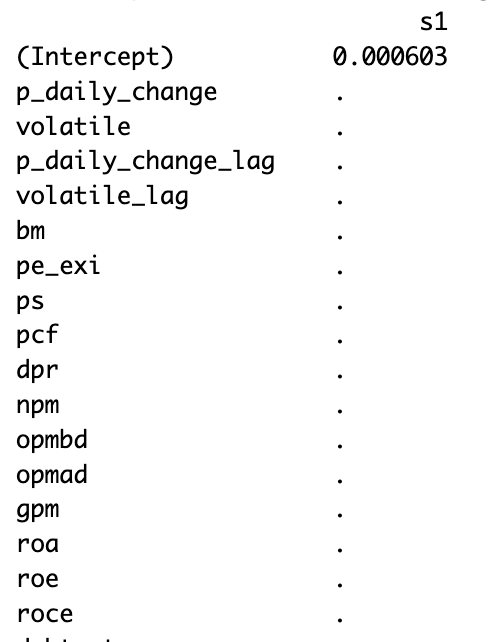 s1
(Intercept) 0.000603
p_daily_change .
volatile .
p_daily_change_lag .
volatile_lag .
bm .
pe_exi .
ps .
pcf .
dpr .
npm .
opmbd .
opmad .
gpm .
roa .
roe .
roce .